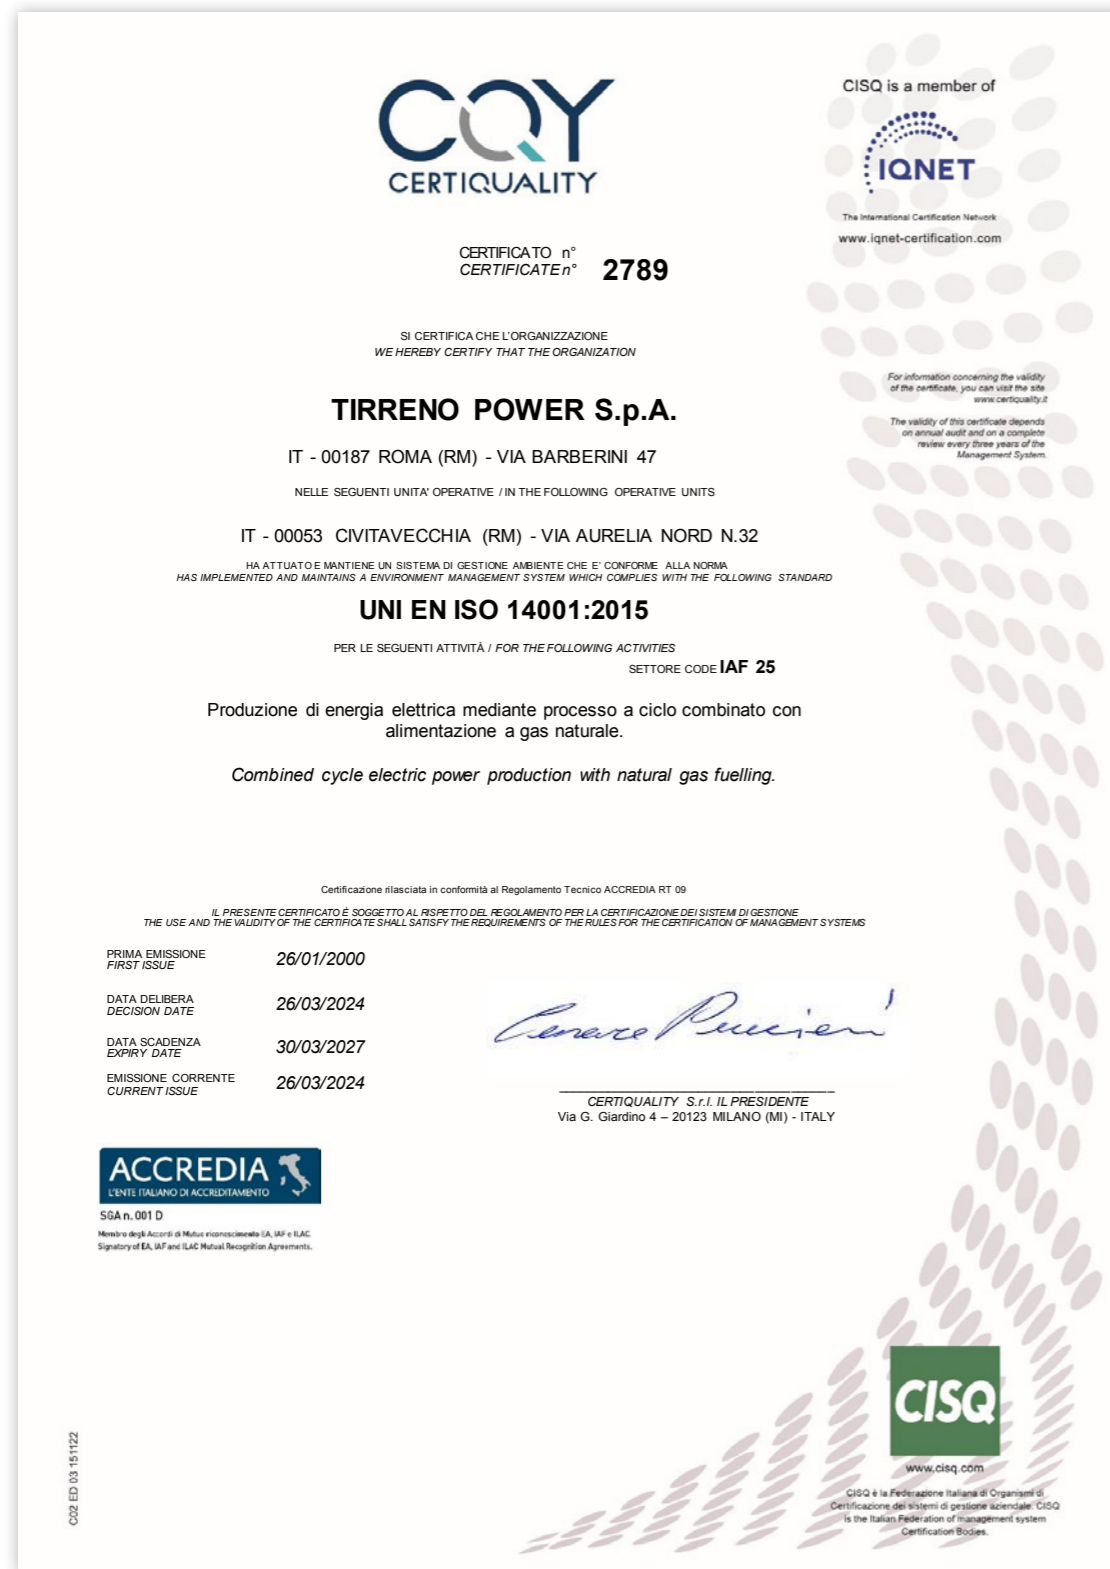 CQY
CERTIQUALITY
CISQ is a member of
IQNET
The International Certification Network
www.iqnet-certification.com
CERTIFICATO n°
CERTIFICATE n° 2789
SI CERTIFICA CHE L'ORGANIZZAZIONE
WE HEREBY CERTIFY THAT THE ORGANIZATION
For information concerning the validity
of the certificate, you can visit the site
www.certiquality.it
The validity of this certificate depends
on annual audit and on a complete
review every three years of the
Management System.
TIRRENO POWER S.p.A.
IT - 00187 ROMA (RM) - VIA BARBERINI 47
NELLE SEGUENTI UNITA' OPERATIVE / IN THE FOLLOWING OPERATIVE UNITS
IT - 00053 CIVITAVECCHIA (RM) - VIA AURELIA NORD N.32
HA ATTUATO E MANTIENE UN SISTEMA DI GESTIONE AMBIENTE CHE E' CONFORME ALLA NORMA
HAS IMPLEMENTED AND MAINTAINS A ENVIRONMENT MANAGEMENT SYSTEM WHICH COMPLIES WITH THE FOLLOWING STANDARD
UNI EN ISO 14001:2015
PER LE SEGUENTI ATTIVITÀ / FOR THE FOLLOWING ACTIVITIES
SETTORE CODE IAF 25
Produzione di energia elettrica mediante processo a ciclo combinato con
alimentazione a gas naturale.
Combined cycle electric power production with natural gas fuelling.
Certificazione rilasciata in conformità al Regolamento Tecnico ACCREDIA RT 09
IL PRESENTE CERTIFICATO È SOGGETTO AL RISPETTO DEL REGOLAMENTO PER LA CERTIFICAZIONE DEI SISTEMI DI GESTIONE
THE USE AND THE VALIDITY OF THE CERTIFICATE SHALL SATISFY THE REQUIREMENTS OF THE RULES FOR THE CERTIFICATION OF MANAGEMENT SYSTEMS
PRIMA EMISSIONE
FIRST ISSUE 26/01/2000
DATA DELIBERA
DECISION DATE 26/03/2024
DATA SCADENZA
EXPIRY DATE 30/03/2027
EMISSIONE CORRENTE
CURRENT ISSUE 26/03/2024
CERTIQUALITY S.r.l. IL PRESIDENTE
Via G. Giardino 4 – 20123 MILANO (MI) - ITALY
ACCREDIA
L'ENTE ITALIANO DI ACCREDITAMENTO
SGA n. 001 D
Membro degli Accordi di Mutuo riconoscimento EA, IAF e ILAC
Signatory of EA, IAF and ILAC Mutual Recognition Agreements.
CISQ
www.cisq.com
CISQ è la Federazione Italiana di Organismi di
Certificazione dei sistemi di gestione aziendale. CISQ
is the Italian Federation of management system
Certification Bodies.
C02 ED 03 151122